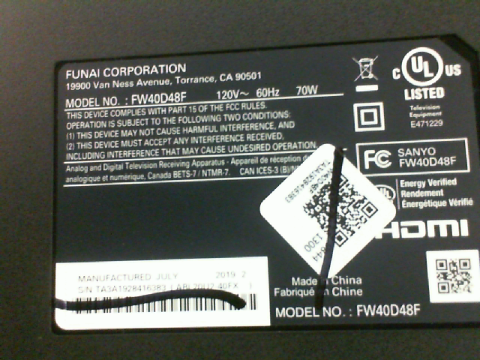 FUNAI CORPORATION
19900 Van Ness Avenue, Torrance, CA 90501
MODEL NO. : FW40D48F 120V~ 60Hz 70W
THIS DEVICE COMPLIES WITH PART 15 OF THE FCC RULES.
OPERATION IS SUBJECT TO THE FOLLOWING TWO CONDITIONS:
(1) THIS DEVICE MAY NOT CAUSE HARMFUL INTERFERENCE, AND
(2) THIS DEVICE MUST ACCEPT ANY INTERFERENCE RECEIVED,
INCLUDING INTERFERENCE THAT MAY CAUSE UNDESIRED OPERATION.
Analog and Digital Television Receiving Apparatus - Appareil de réception de
analogique et numérique, Canada BETS-7 / NTMR-7. CAN ICES-3 (B)
C UL US
LISTED
Television
Equipment
E471229
FC SANYO
FW40D48F
Energy Verified
Rendement
Énergétique Vérifié
HDMI
MANUFACTURED JULY 2019
S/N
Made in China
Fabriqué en Chine
MODEL NO. : FW40D48F